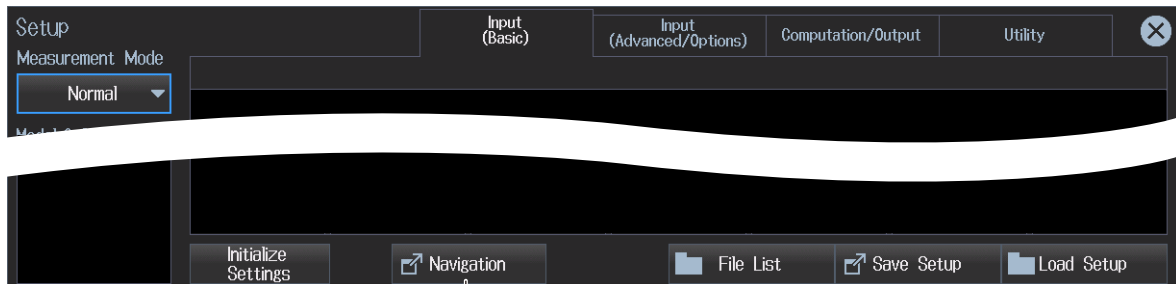 Setup
Input
(Basic)
Input
(Advanced/Options)
Computation/Output
Utility
Measurement Mode
Normal
Initialize
Settings
Navigation
File List
Save Setup
Load Setup